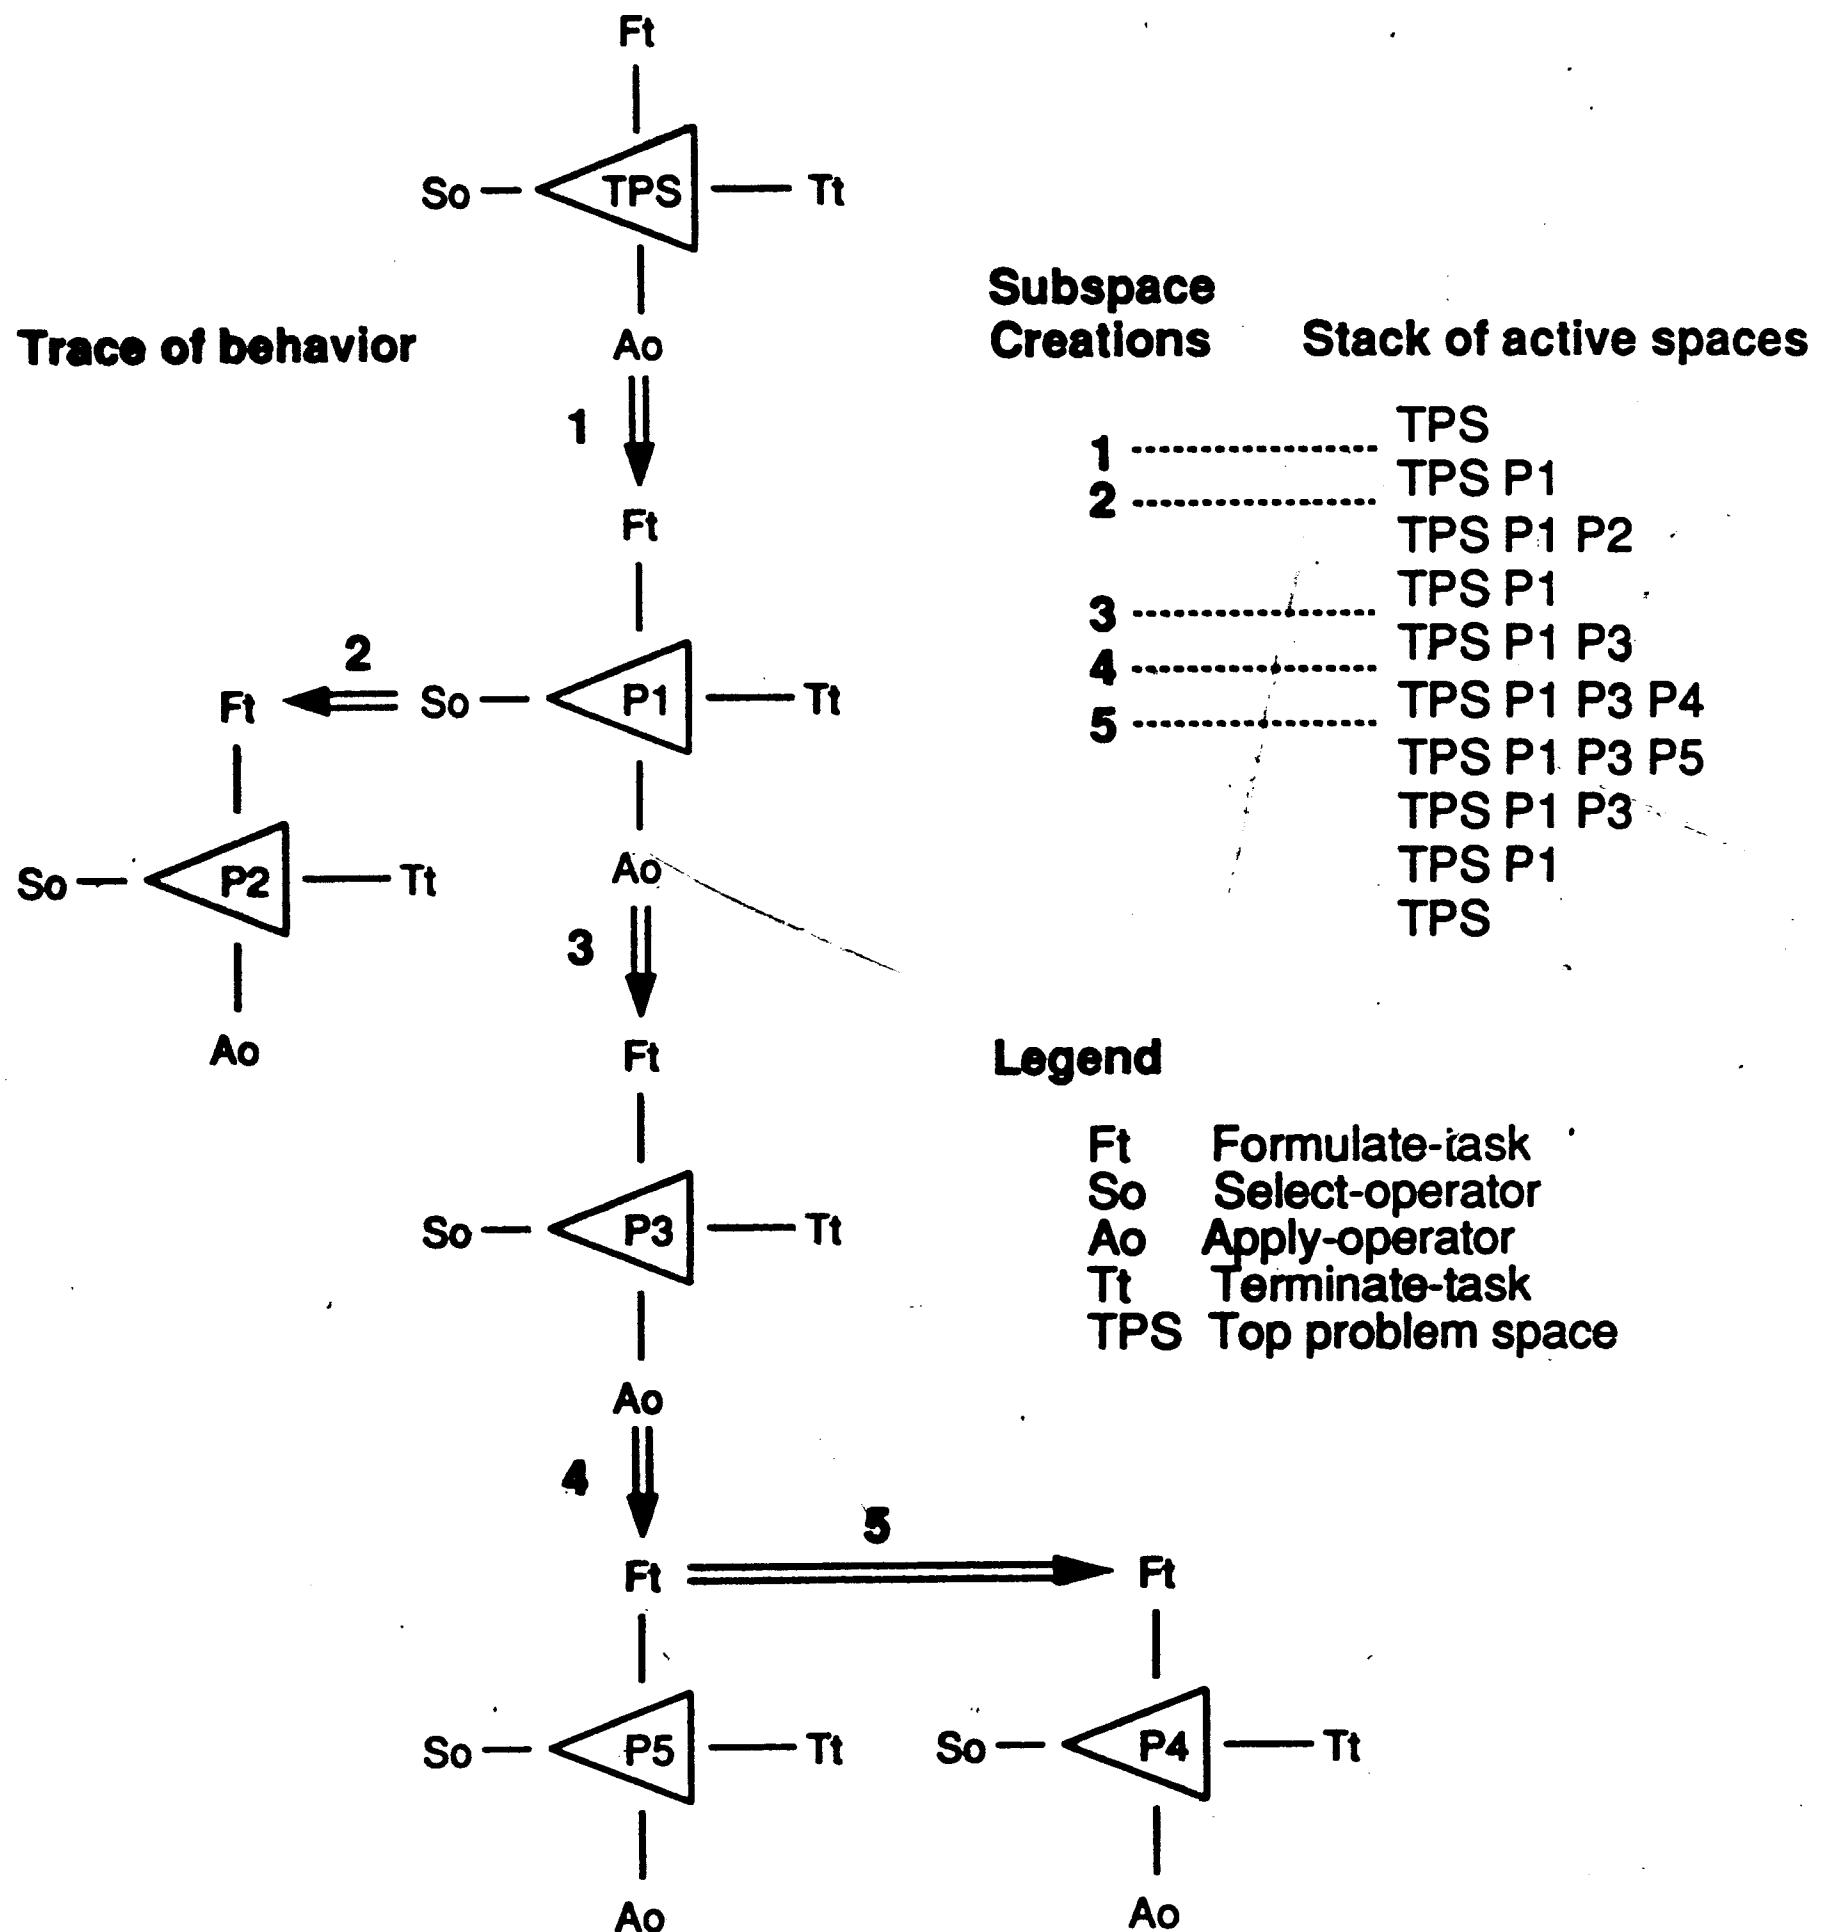 Ft
So TPS Tt
Ao
Trace of behavior
1
Ft
2
Ft So P1 Tt
So P2 Tt
Ao
3
Ao
Ft
So P3 Tt
Ao
4
5
Ft Ft
So P5 Tt So P4 Tt
Ao Ao
Subspace
Creations Stack of active spaces
TPS
1
TPS P1
2
TPS P1 P2
TPS P1
3
TPS P1 P3
4
TPS P1 P3 P4
5
TPS P1 P3 P5
TPS P1 P3
TPS P1
TPS
Legend
Ft Formulate-task
So Select-operator
Ao Apply-operator
Tt Terminate-task
TPS Top problem space